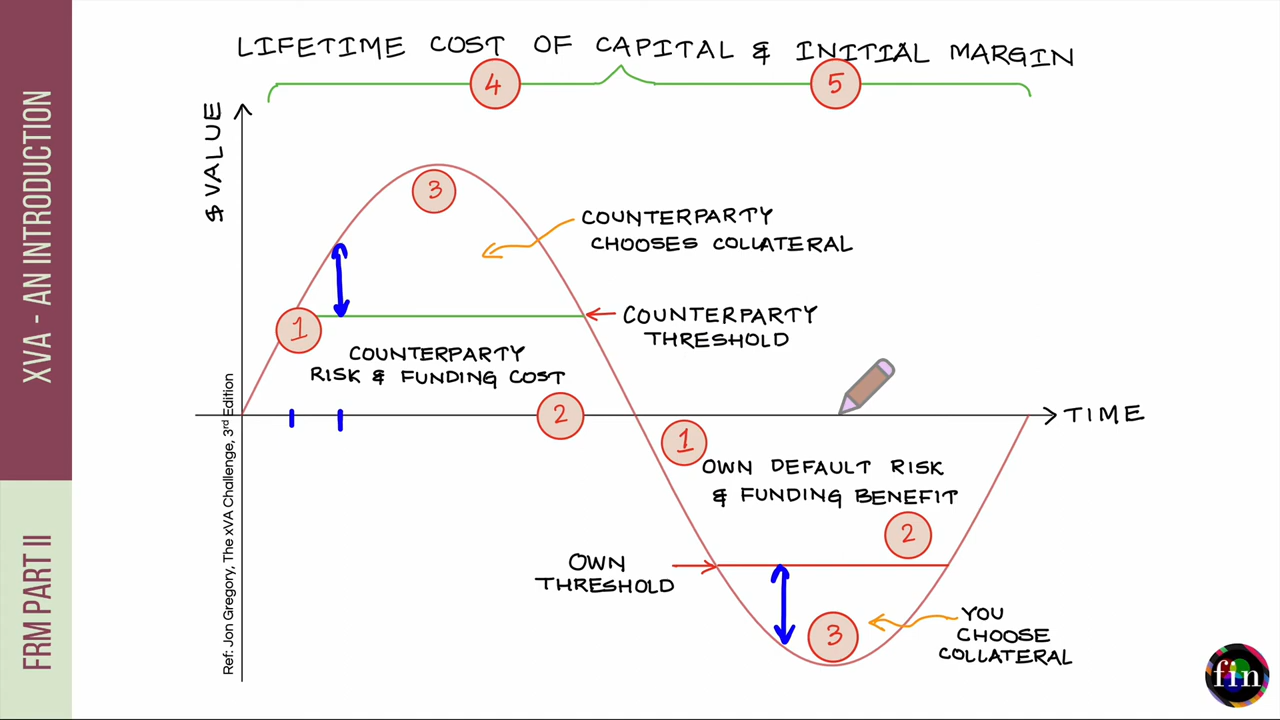 XVA - AN INTRODUCTION
FRM PART II
LIFETIME COST OF CAPITAL & INITIAL MARGIN
4
5
$ VALUE
3
COUNTERPARTY
CHOOSES COLLATERAL
1
COUNTERPARTY
THRESHOLD
COUNTERPARTY
RISK & FUNDING COST
2
TIME
1
OWN DEFAULT RISK
& FUNDING BENEFIT
2
OWN
THRESHOLD
3
YOU
CHOOSE
COLLATERAL
Ref: Jon Gregory, The xVA Challenge, 3rd Edition
fin